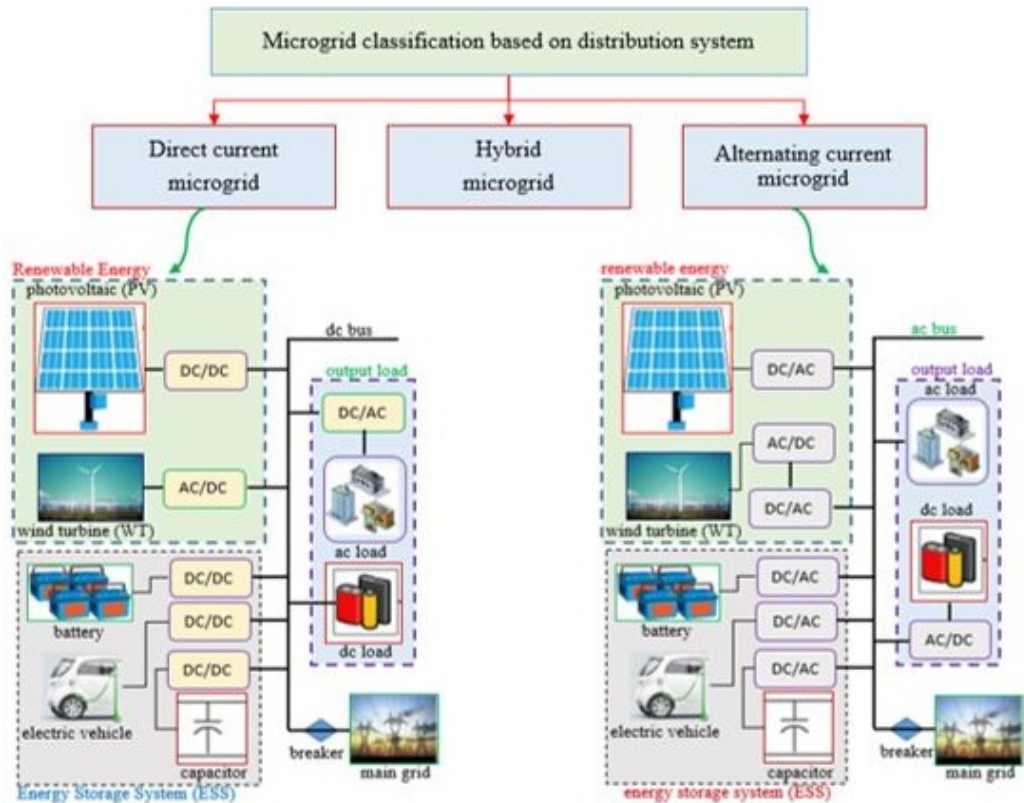 Microgrid classification based on distribution system
Direct current
microgrid
Hybrid
microgrid
Alternating current
microgrid
Renewable Energy
photovoltaic (PV)
DC/DC
dc bus
output load
DC/AC
AC/DC
wind turbine (WT)
ac load
DC/DC
battery
DC/DC
dc load
DC/DC
electric vehicle
capacitor
breaker
main grid
Energy Storage System (ESS)
renewable energy
photovoltaic (PV)
DC/AC
ac bus
output load
ac load
AC/DC
DC/AC
wind turbine (WT)
dc load
DC/AC
battery
DC/AC
AC/DC
DC/AC
electric vehicle
capacitor
breaker
main grid
energy storage system (ESS)